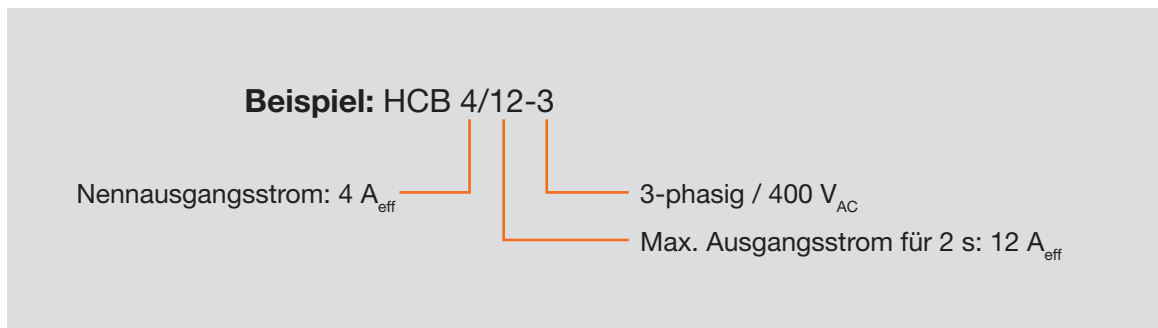 Beispiel: HCB 4/12-3
Nennausgangsstrom: 4 Aeff
3-phasig / 400 VAC
Max. Ausgangsstrom für 2 s: 12 Aeff